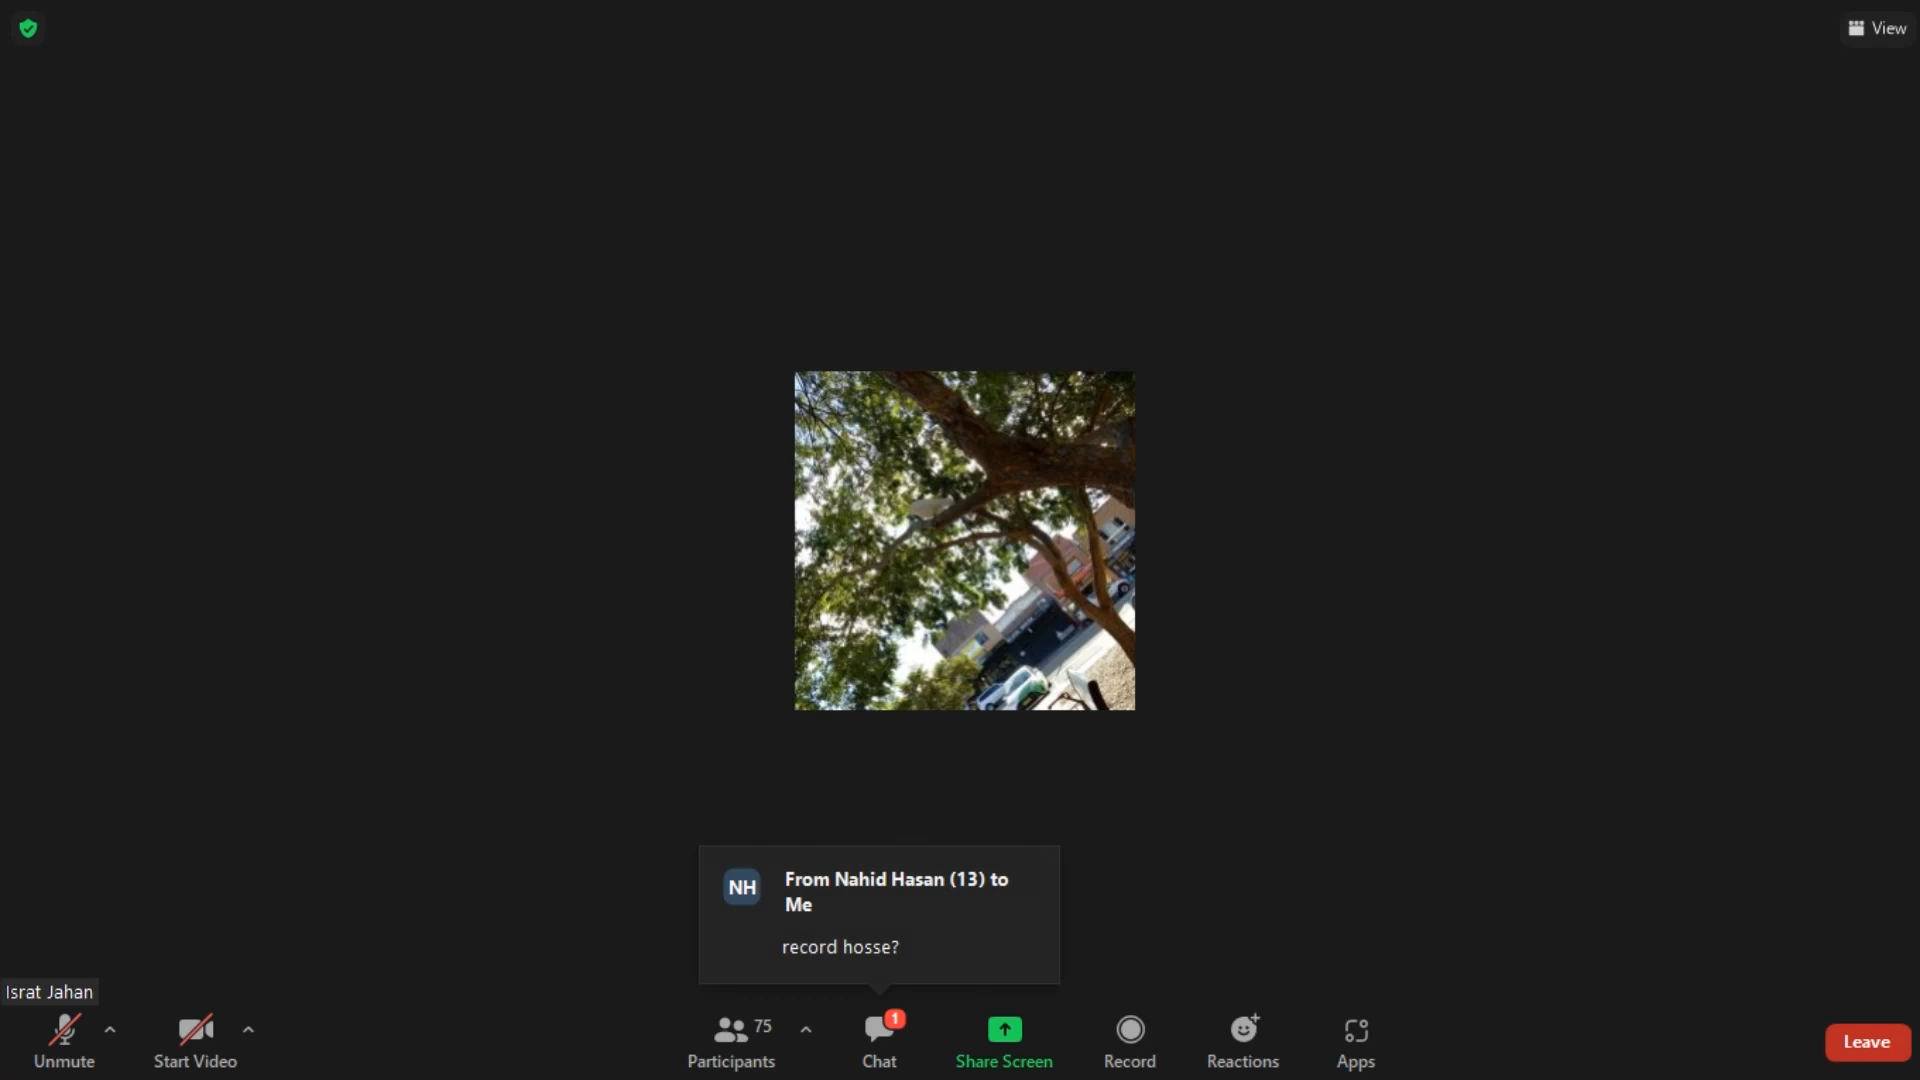 View
NH
From Nahid Hasan (13) to
Me
record hosse?
Israt Jahan
Unmute
Start Video
75
Participants
1
Chat
Share Screen
Record
Reactions
Apps
Leave